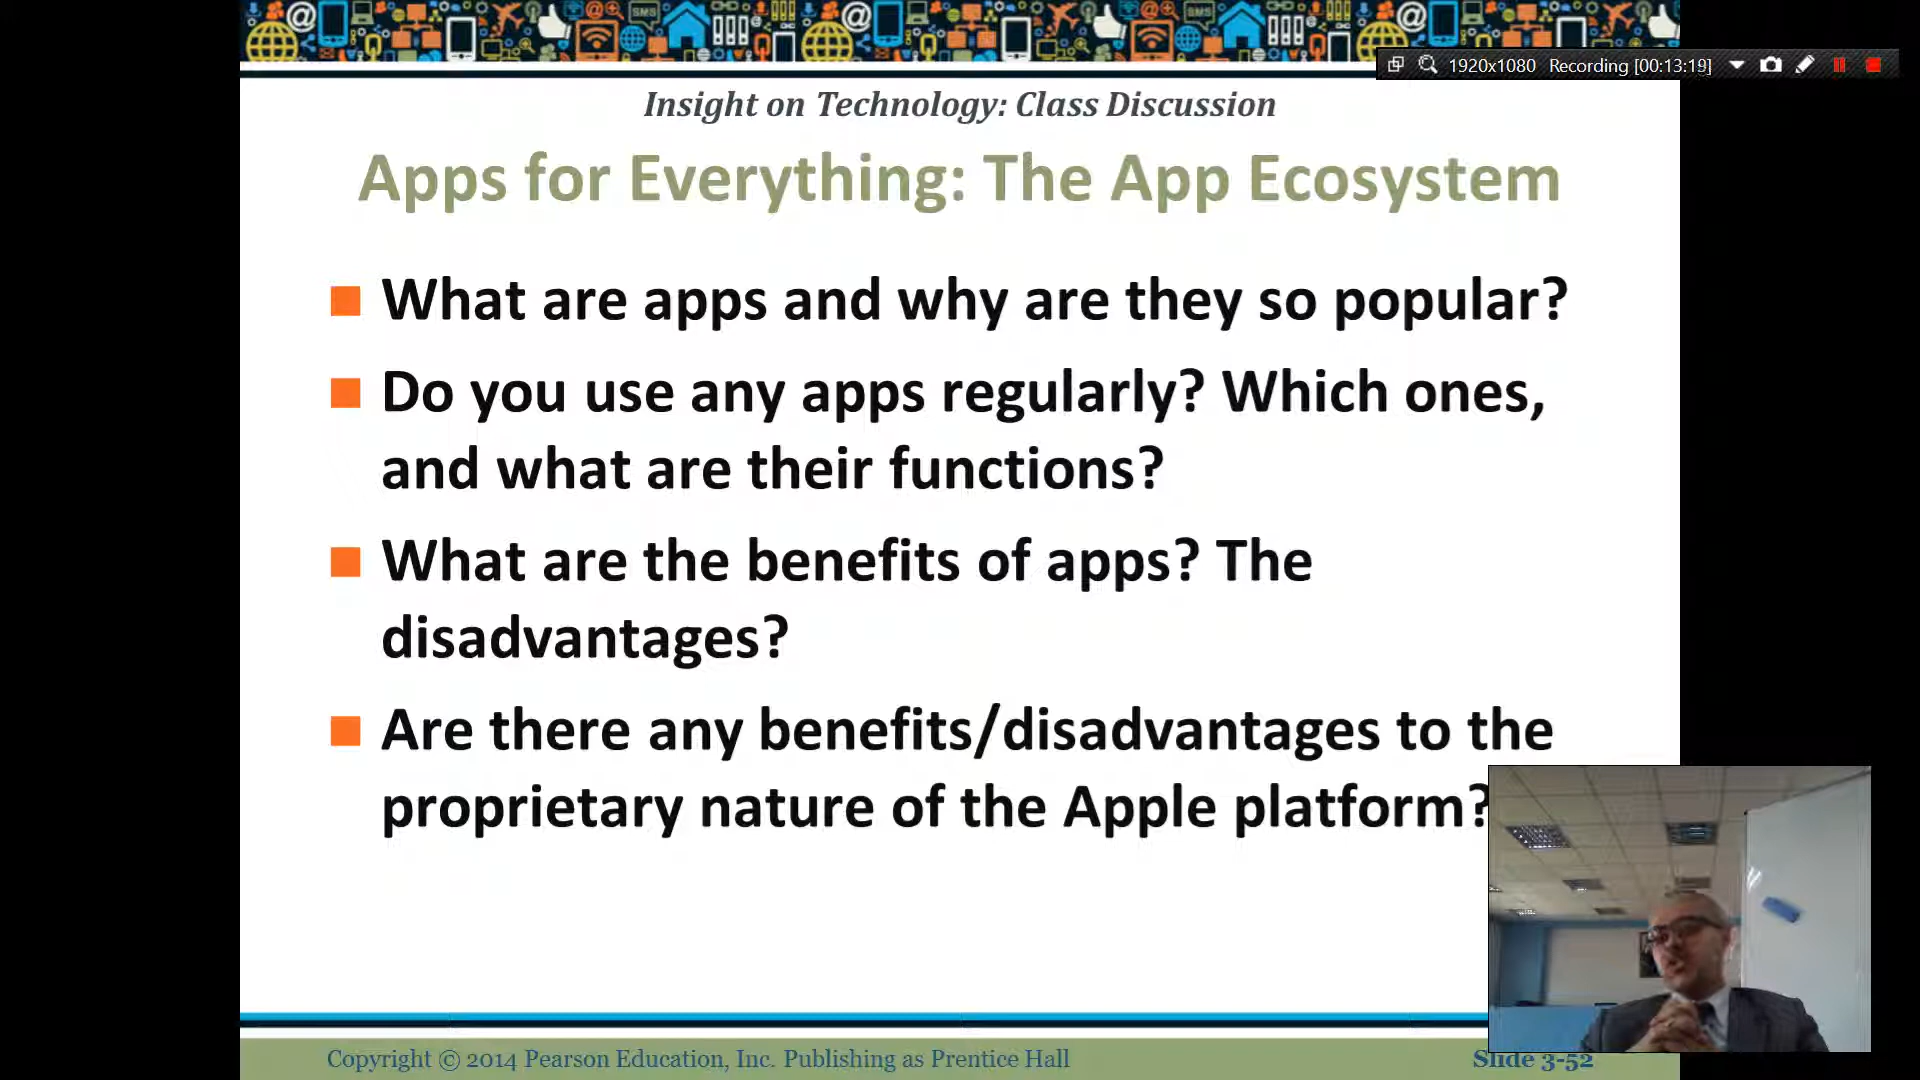 1920x1080 Recording [00:13:19]
Insight on Technology: Class Discussion
Apps for Everything: The App Ecosystem
What are apps and why are they so popular?
Do you use any apps regularly? Which ones,
and what are their functions?
What are the benefits of apps? The
disadvantages?
Are there any benefits/disadvantages to the
proprietary nature of the Apple platform?
Copyright © 2014 Pearson Education, Inc. Publishing as Prentice Hall
Slide 3-52